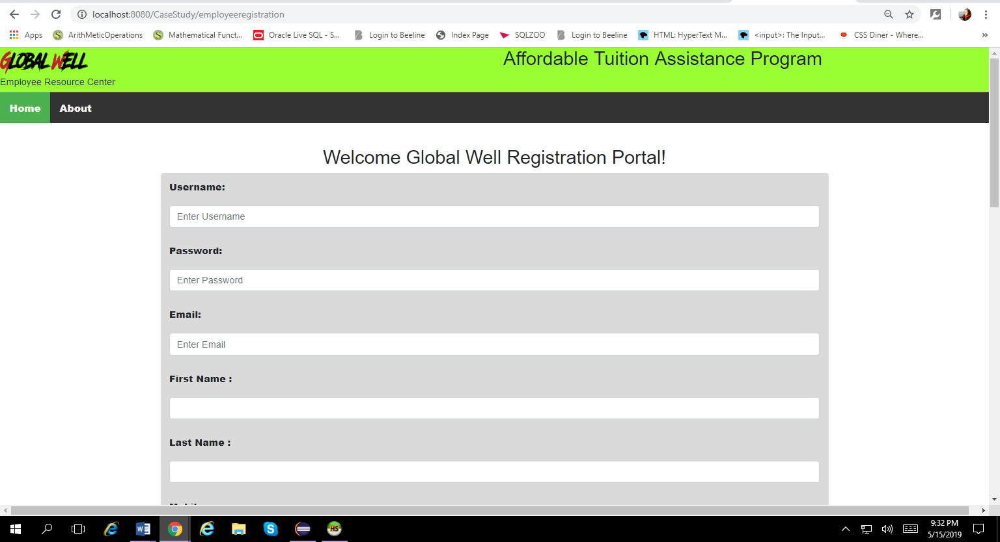 localhost:8080/CaseStudy/employeeregistration
Apps ArithMeticOperations Mathematical Funct... Oracle Live SQL - S... Login to Beeline Index Page SQLZOO Login to Beeline HTML: HyperText M... <input>: The Input... CSS Diner - Where... »
GLOBAL WELL
Affordable Tuition Assistance Program
Employee Resource Center
Home About
Welcome Global Well Registration Portal!
Username:
Enter Username
Password:
Enter Password
Email:
Enter Email
First Name :
Last Name :
HS
9:32 PM
5/15/2019